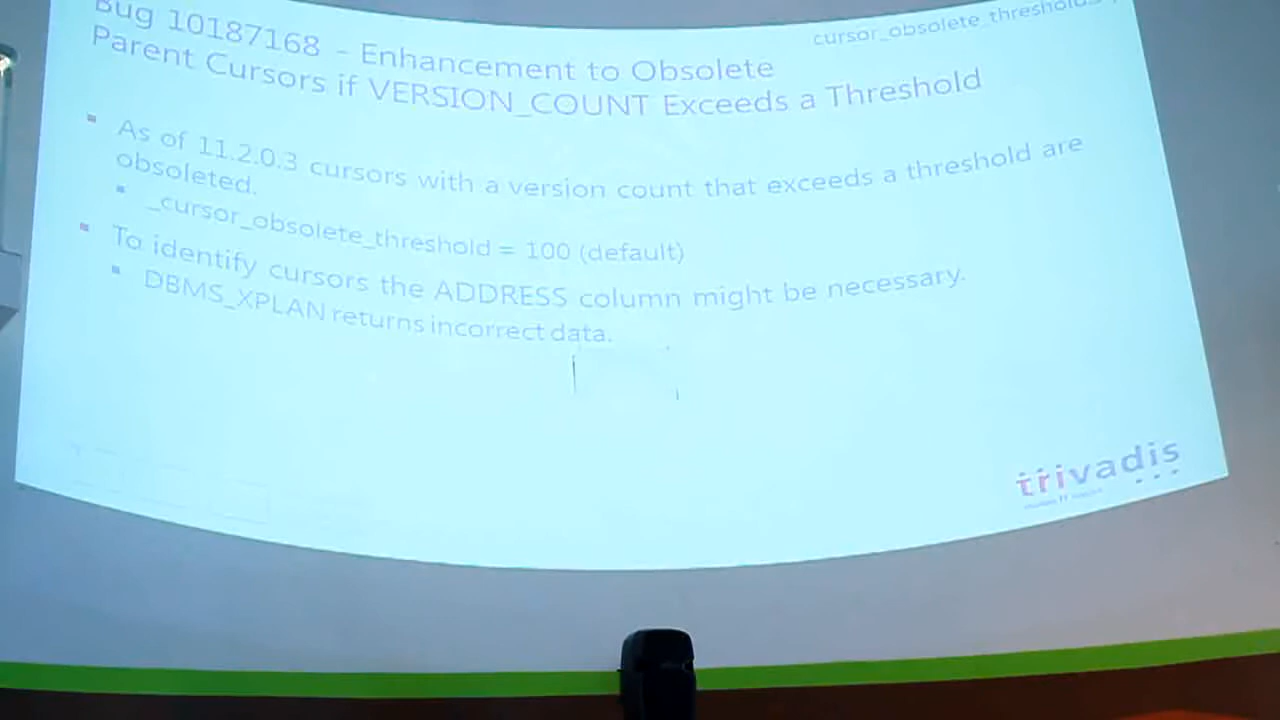 cursor_obsolete_threshold
Bug 10187168 - Enhancement to Obsolete
Parent Cursors if VERSION_COUNT Exceeds a Threshold
As of 11.2.0.3 cursors with a version count that exceeds a threshold are
obsoleted.
_cursor_obsolete_threshold = 100 (default)
To identify cursors the ADDRESS column might be necessary.
DBMS_XPLAN returns incorrect data.
trivadis